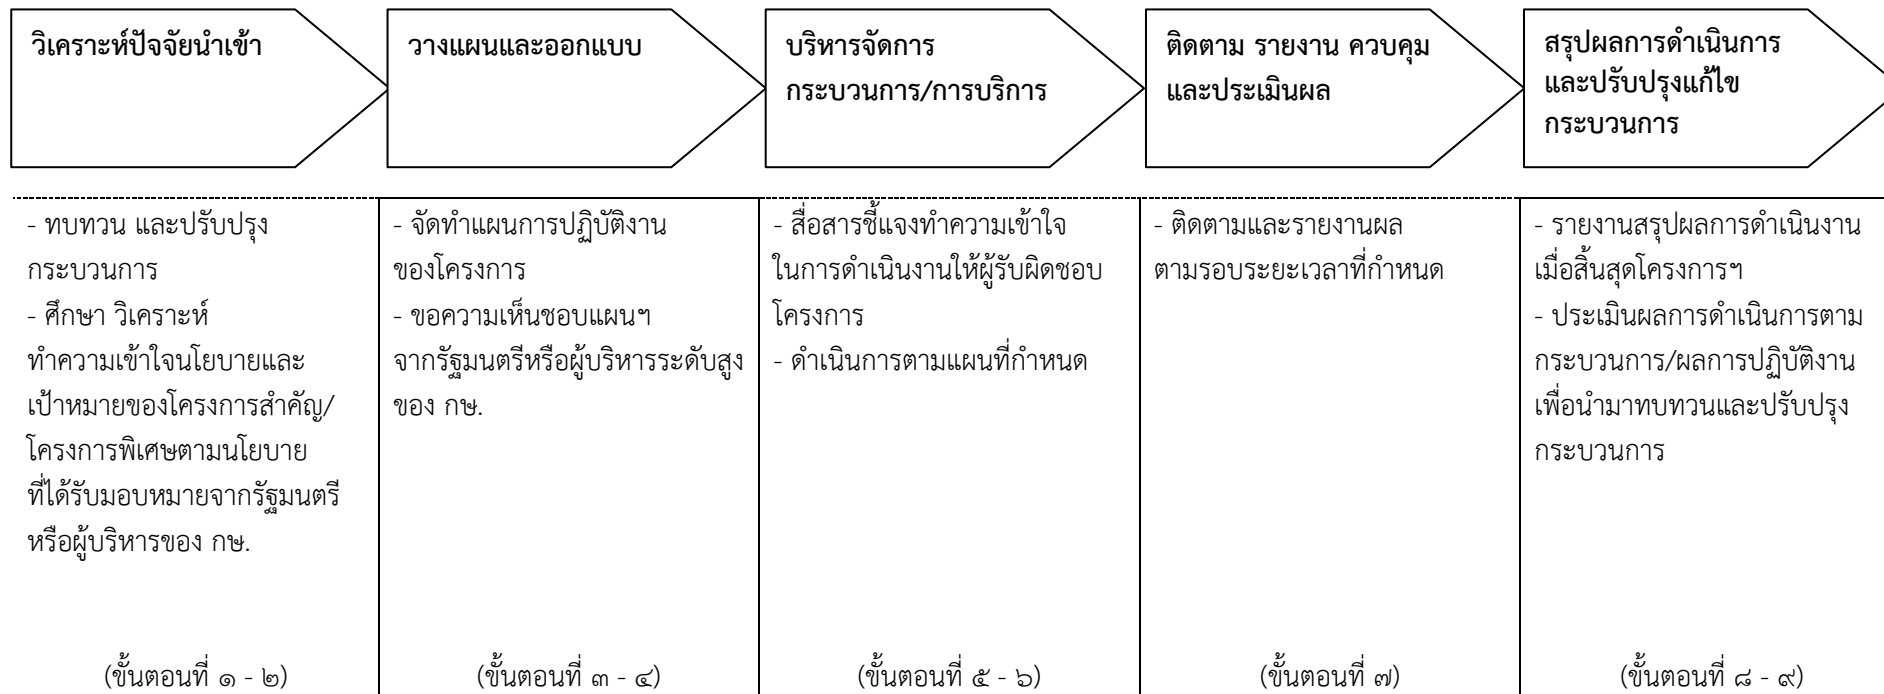 วิเคราะห์ปัจจัยนำเข้า
วางแผนและออกแบบ
บริหารจัดการ
กระบวนการ/การบริการ
ติดตาม รายงาน ควบคุม
และประเมินผล
สรุปผลการดำเนินการ
และปรับปรุงแก้ไข
กระบวนการ
- ทบทวน และปรับปรุง
กระบวนการ
- ศึกษา วิเคราะห์
ทำความเข้าใจนโยบายและ
เป้าหมายของโครงการสำคัญ/
โครงการพิเศษตามนโยบาย
ที่ได้รับมอบหมายจากรัฐมนตรี
หรือผู้บริหารของ กษ.
(ขั้นตอนที่ ๑ - ๒)
- จัดทำแผนการปฏิบัติงาน
ของโครงการ
- ขอความเห็นชอบแผนฯ
จากรัฐมนตรีหรือผู้บริหารระดับสูง
ของ กษ.
(ขั้นตอนที่ ๓ - ๔)
- สื่อสารชี้แจงทำความเข้าใจ
ในการดำเนินงานให้ผู้รับผิดชอบ
โครงการ
- ดำเนินการตามแผนที่กำหนด
(ขั้นตอนที่ ๕ - ๖)
- ติดตามและรายงานผล
ตามรอบระยะเวลาที่กำหนด
(ขั้นตอนที่ ๗)
- รายงานสรุปผลการดำเนินงาน
เมื่อสิ้นสุดโครงการฯ
- ประเมินผลการดำเนินการตาม
กระบวนการ/ผลการปฏิบัติงาน
เพื่อนำมาทบทวนและปรับปรุง
กระบวนการ
(ขั้นตอนที่ ๘ - ๙)